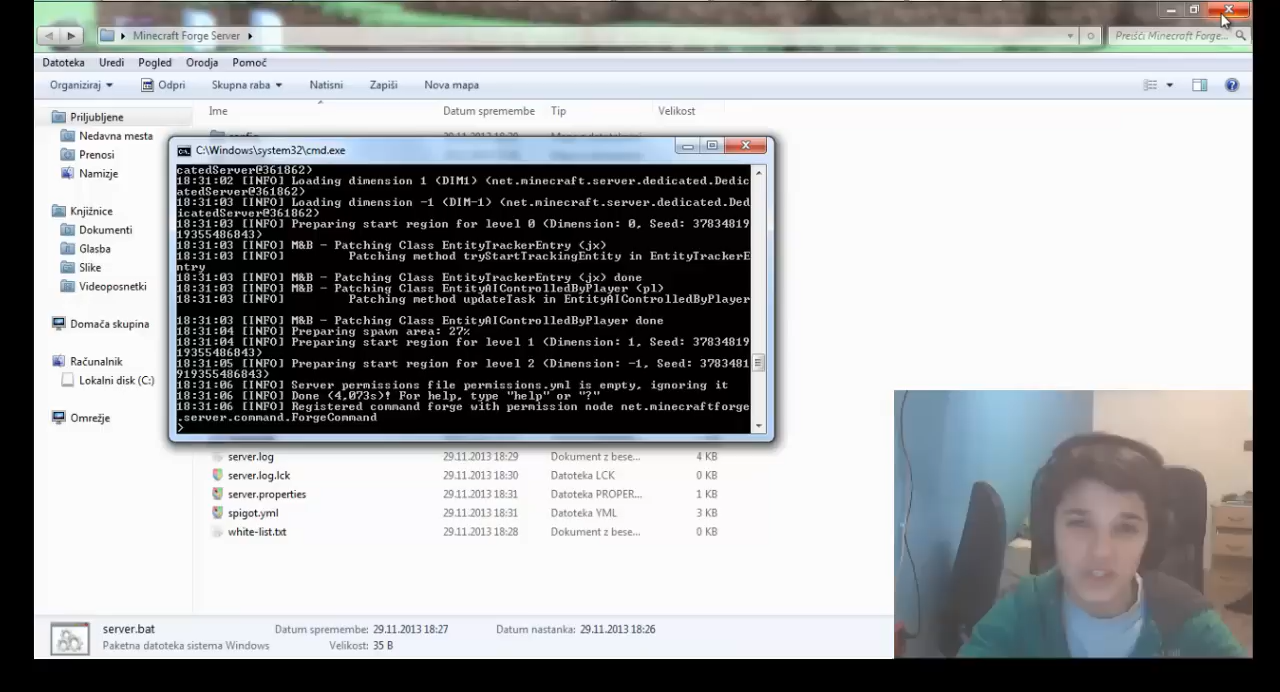 Minecraft Forge Server
Preišči Minecraft Forge...
Datoteka Uredi Pogled Orodja Pomoč
Organiziraj Odpri Skupna raba Natisni Zapiši Nova mapa
Ime Datum spremembe Tip Velikost
Priljubljene
Nedavna mesta
Prenosi
Namizje
Knjižnice
Dokumenti
Glasba
Slike
Videoposnetki
Domača skupina
Računalnik
Lokalni disk (C:)
Omrežje
C:\Windows\system32\cmd.exe
catedServer@361862)
18:31:02 [INFO] Loading dimension 1 (DIM1) (net.minecraft.server.dedicated.Dedic
atedServer@361862)
18:31:03 [INFO] Loading dimension -1 (DIM-1) (net.minecraft.server.dedicated.Ded
icatedServer@361862)
18:31:03 [INFO] Preparing start region for level 0 (Dimension: 0, Seed: 37834819
19355486843)
18:31:03 [INFO] M&B - Patching Class EntityTrackerEntry (jx)
18:31:03 [INFO] Patching method tryStartTrackingEntity in EntityTrackerE
ntry
18:31:03 [INFO] M&B - Patching Class EntityTrackerEntry (jx) done
18:31:03 [INFO] M&B - Patching Class EntityAIControlledByPlayer (pl)
18:31:03 [INFO] Patching method updateTask in EntityAIControlledByPlayer
18:31:03 [INFO] M&B - Patching Class EntityAIControlledByPlayer done
18:31:04 [INFO] Preparing spawn area: 27%
18:31:04 [INFO] Preparing start region for level 1 (Dimension: 1, Seed: 37834819
19355486843)
18:31:05 [INFO] Preparing start region for level 2 (Dimension: -1, Seed: 3783481
919355486843)
18:31:06 [INFO] Server permissions file permissions.yml is empty, ignoring it
18:31:06 [INFO] Done (4,073s)! For help, type "help" or "?"
18:31:06 [INFO] Registered command forge with permission node net.minecraftforge
.server.command.ForgeCommand
>
server.log 29.11.2013 18:29 Dokument z bese... 4 KB
server.log.lck 29.11.2013 18:30 Datoteka LCK 0 KB
server.properties 29.11.2013 18:31 Datoteka PROPER... 1 KB
spigot.yml 29.11.2013 18:31 Datoteka YML 3 KB
white-list.txt 29.11.2013 18:28 Dokument z bese... 0 KB
server.bat Datum spremembe: 29.11.2013 18:27 Datum nastanka: 29.11.2013 18:26
Paketna datoteka sistema Windows Velikost: 35 B